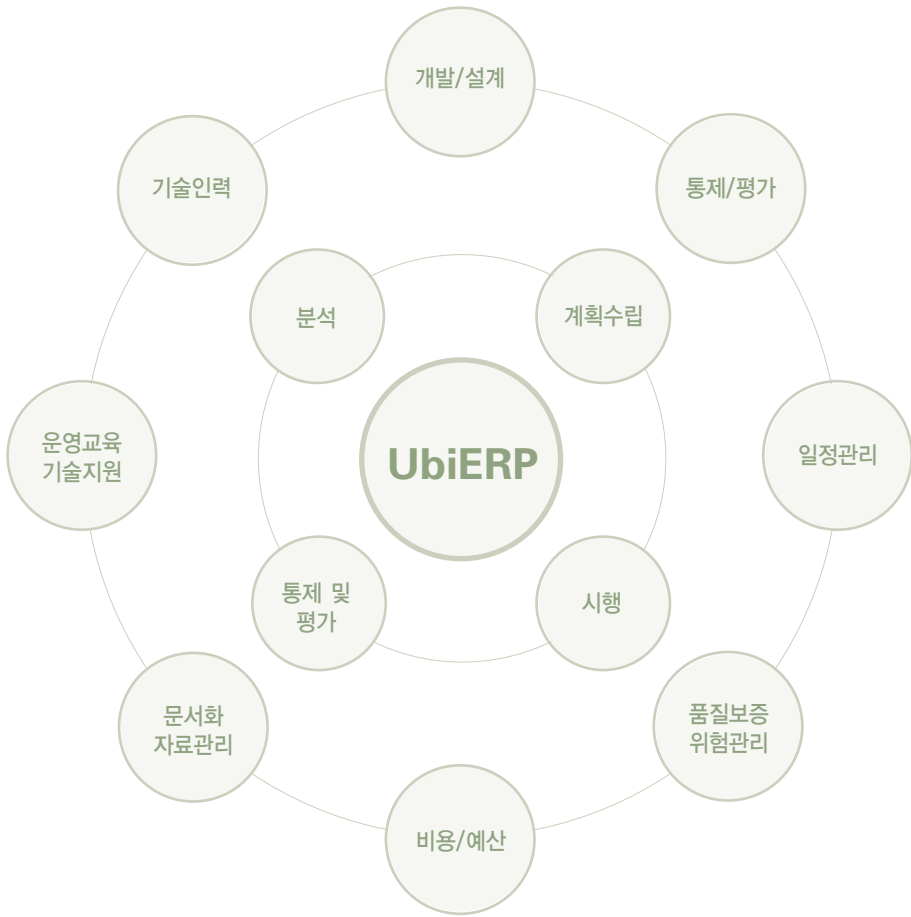 개발/설계
기술인력
통제/평가
분석
계획수립
운영교육
기술지원
UbiERP
일정관리
통제 및
평가
시행
문서화
자료관리
품질보증
위험관리
비용/예산